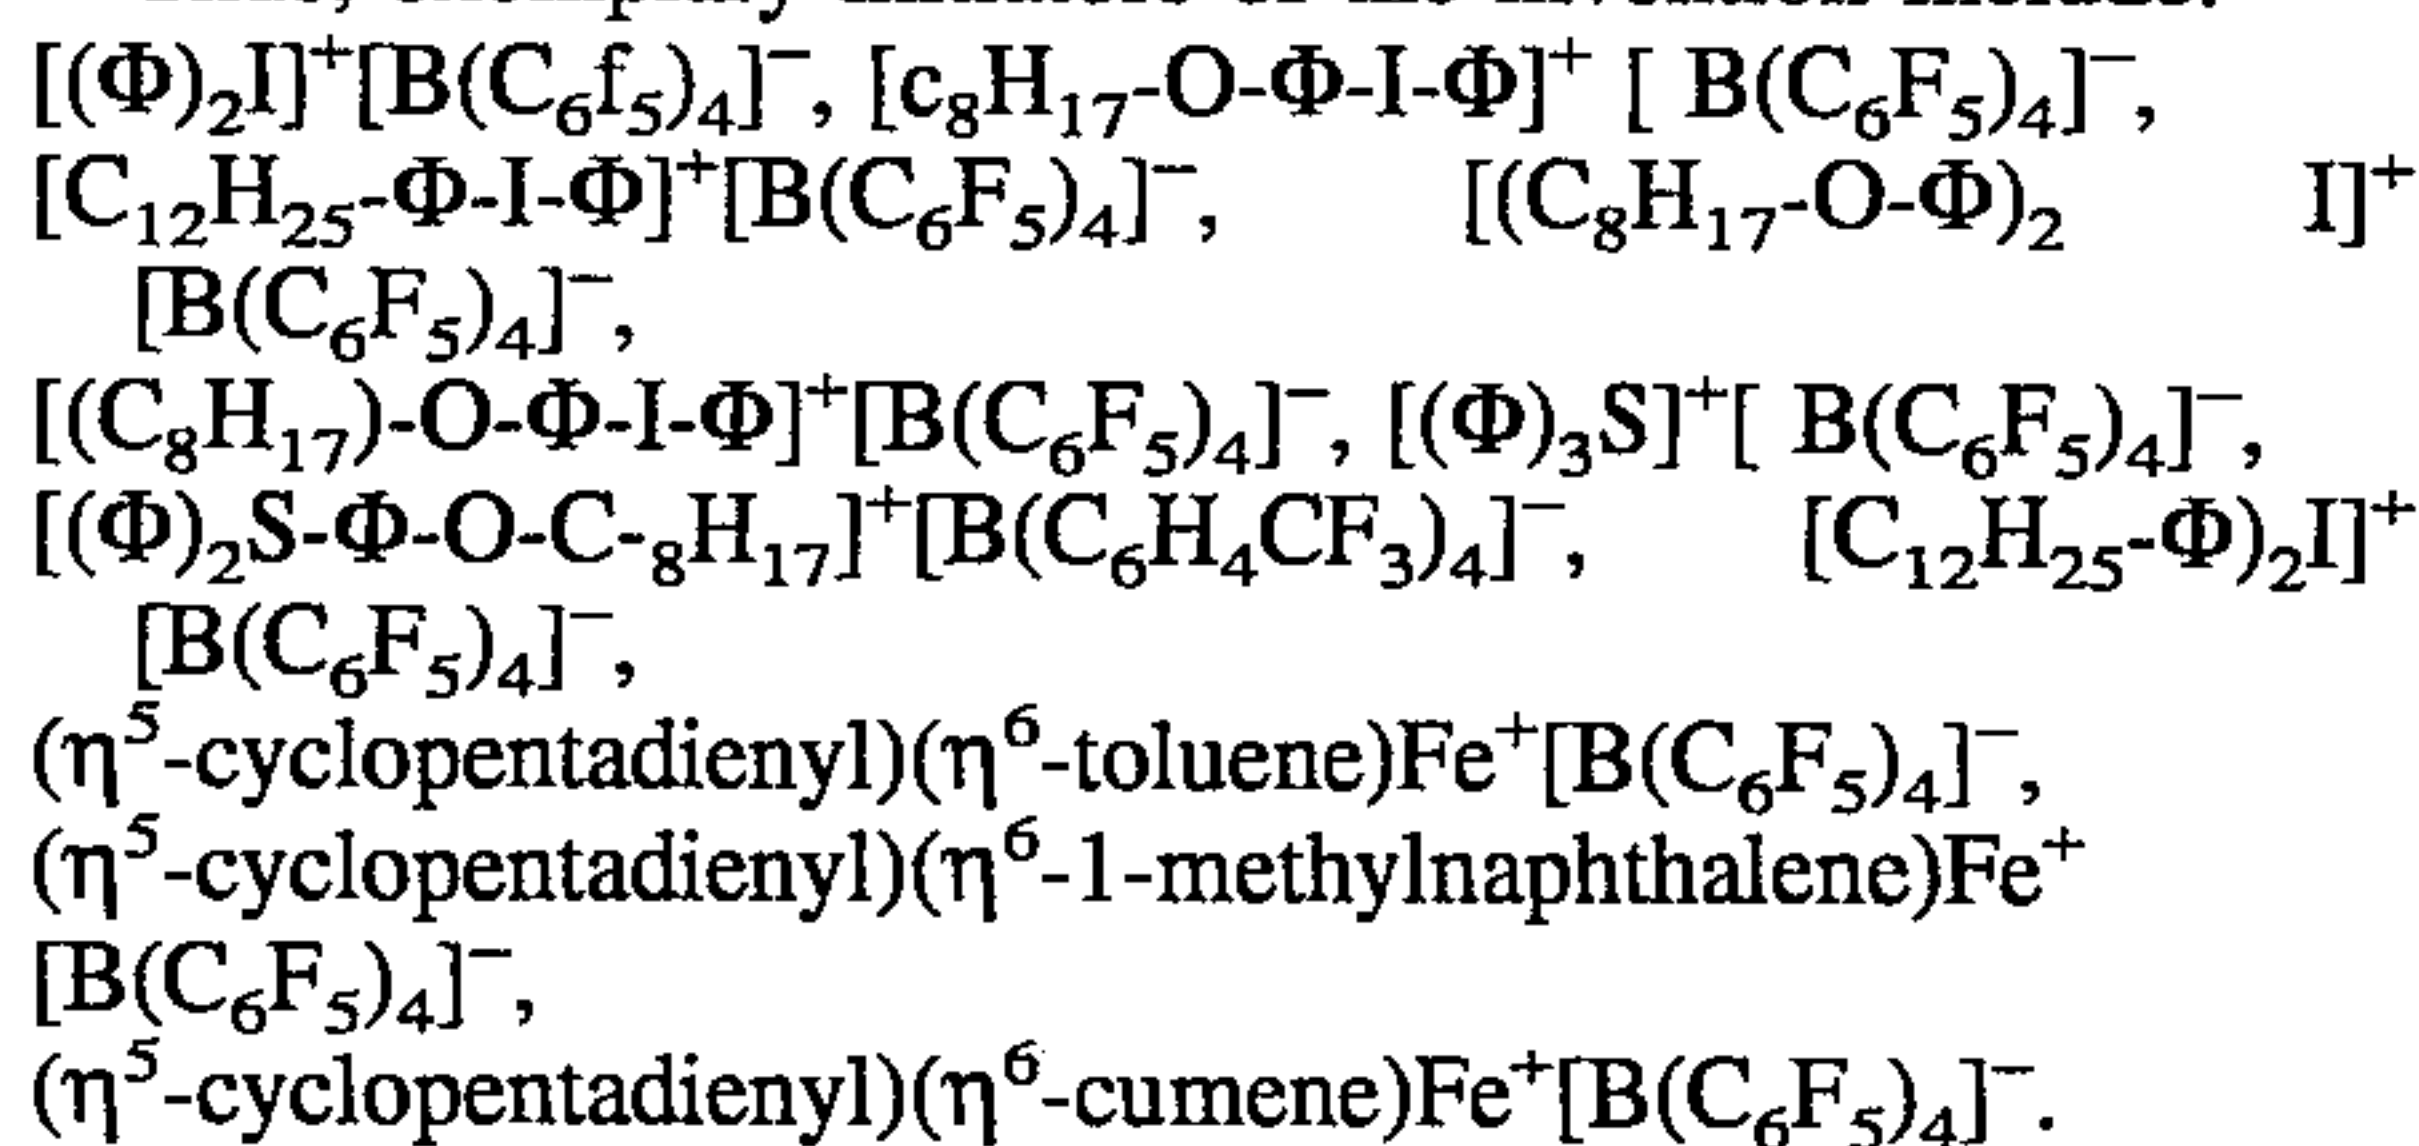 [(Φ)₂I]⁺[B(C₆f₅)₄]⁻, [c₈H₁₇-O-Φ-I-Φ]⁺ [ B(C₆F₅)₄]⁻,
[C₁₂H₂₅-Φ-I-Φ]⁺[B(C₆F₅)₄]⁻, [(C₈H₁₇-O-Φ)₂ I]⁺
[B(C₆F₅)₄]⁻,
[(C₈H₁₇)-O-Φ-I-Φ]⁺[B(C₆F₅)₄]⁻, [(Φ)₃S]⁺[ B(C₆F₅)₄]⁻,
[(Φ)₂S-Φ-O-C-₈H₁₇]⁺[B(C₆H₄CF₃)₄]⁻, [C₁₂H₂₅-Φ)₂I]⁺
[B(C₆F₅)₄]⁻,
(η⁵-cyclopentadienyl)(η⁶-toluene)Fe⁺[B(C₆F₅)₄]⁻,
(η⁵-cyclopentadienyl)(η⁶-1-methylnaphthalene)Fe⁺
[B(C₆F₅)₄]⁻,
(η⁵-cyclopentadienyl)(η⁶-cumene)Fe⁺[B(C₆F₅)₄]⁻.